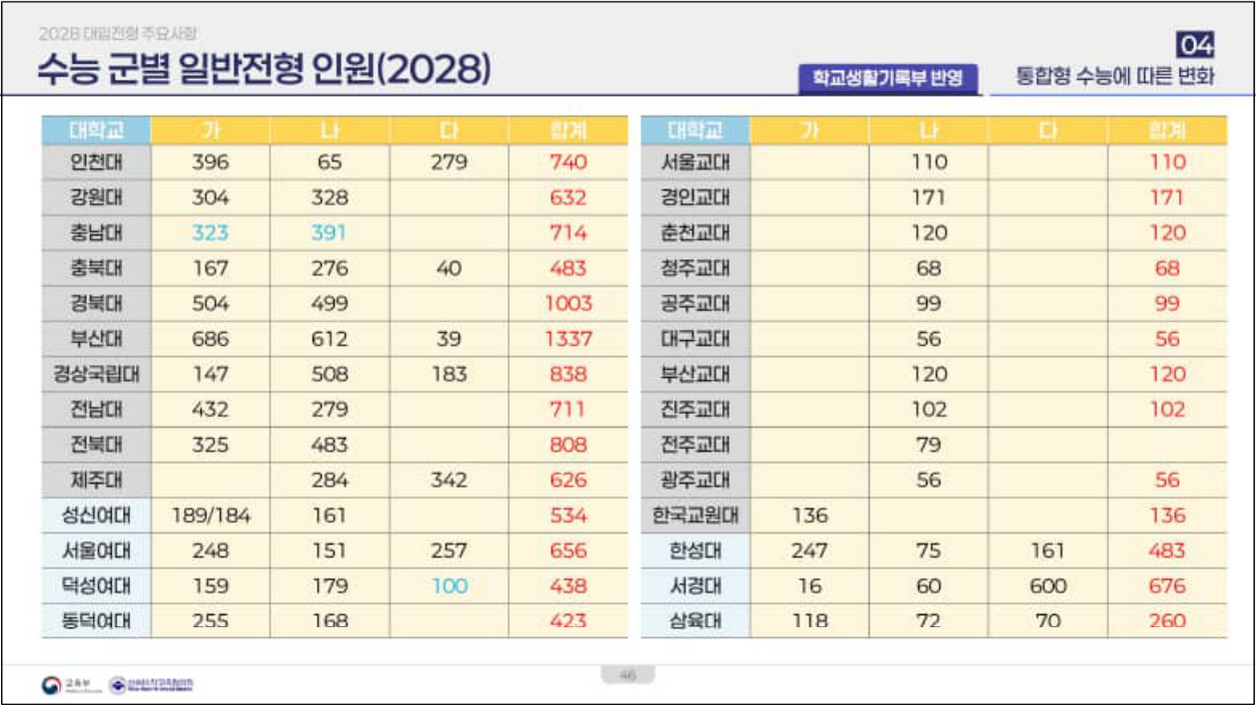 2028 대입전형 주요사항
수능 군별 일반전형 인원(2028)
학교생활기록부 반영
04
통합형 수능에 따른 변화
대학교 가 나 다 합계
인천대 396 65 279 740
강원대 304 328 632
충남대 323 391 714
충북대 167 276 40 483
경북대 504 499 1003
부산대 686 612 39 1337
경상국립대 147 508 183 838
전남대 432 279 711
전북대 325 483 808
제주대 284 342 626
성신여대 189/184 161 534
서울여대 248 151 257 656
덕성여대 159 179 100 438
동덕여대 255 168 423
대학교 가 나 다 합계
서울교대 110 110
경인교대 171 171
춘천교대 120 120
청주교대 68 68
공주교대 99 99
대구교대 56 56
부산교대 120 120
진주교대 102 102
전주교대 79
광주교대 56 56
한국교원대 136 136
한성대 247 75 161 483
서경대 16 60 600 676
삼육대 118 72 70 260
교육부
46